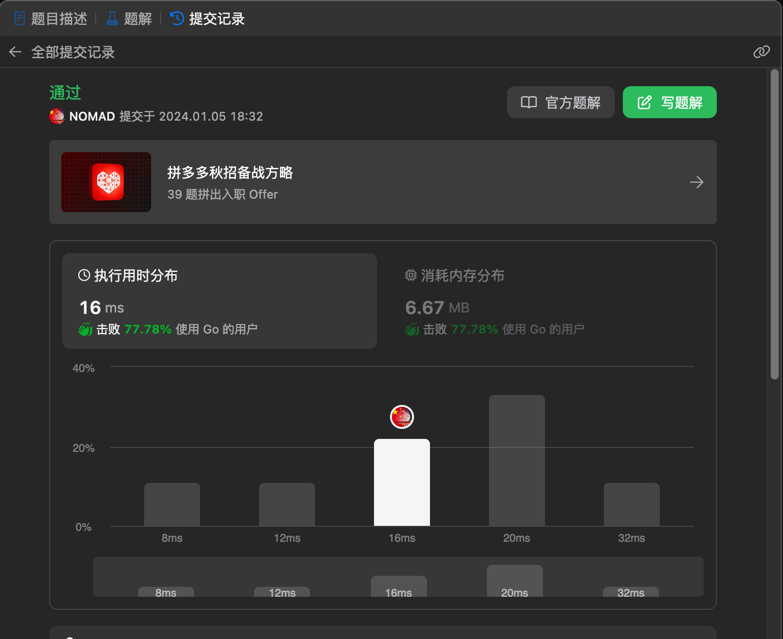 题目描述 题解 提交记录
全部提交记录
通过
NOMAD 提交于 2024.01.05 18:32
官方题解 写题解
拼多多秋招备战方略
39 题拼出入职 Offer
执行用时分布 消耗内存分布
16 ms 6.67 MB
击败 77.78% 使用 Go 的用户 击败 77.78% 使用 Go 的用户
40%
20%
0%
8ms 12ms 16ms 20ms 32ms
8ms 12ms 16ms 20ms 32ms